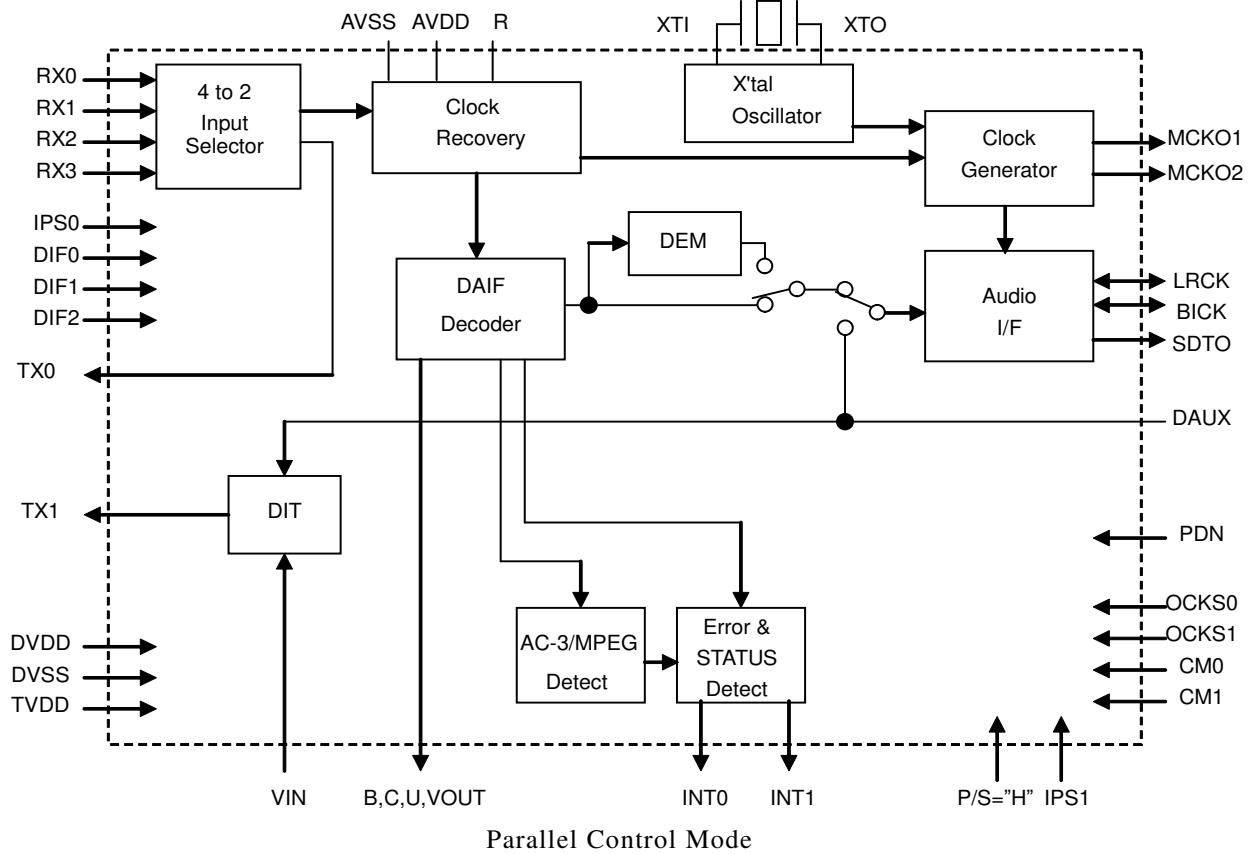 AVSS AVDD R
XTI XTO
RX0
RX1
RX2
RX3
4 to 2
Input
Selector
Clock
Recovery
X'tal
Oscillator
Clock
Generator
MCKO1
MCKO2
IPS0
DIF0
DIF1
DIF2
DEM
DAIF
Decoder
Audio
I/F
LRCK
BICK
SDTO
TX0
DAUX
TX1
DIT
PDN
OCKS0
OCKS1
CM0
CM1
AC-3/MPEG
Detect
Error &
STATUS
Detect
DVDD
DVSS
TVDD
VIN
B,C,U,VOUT
INT0
INT1
P/S=”H”
IPS1
Parallel Control Mode